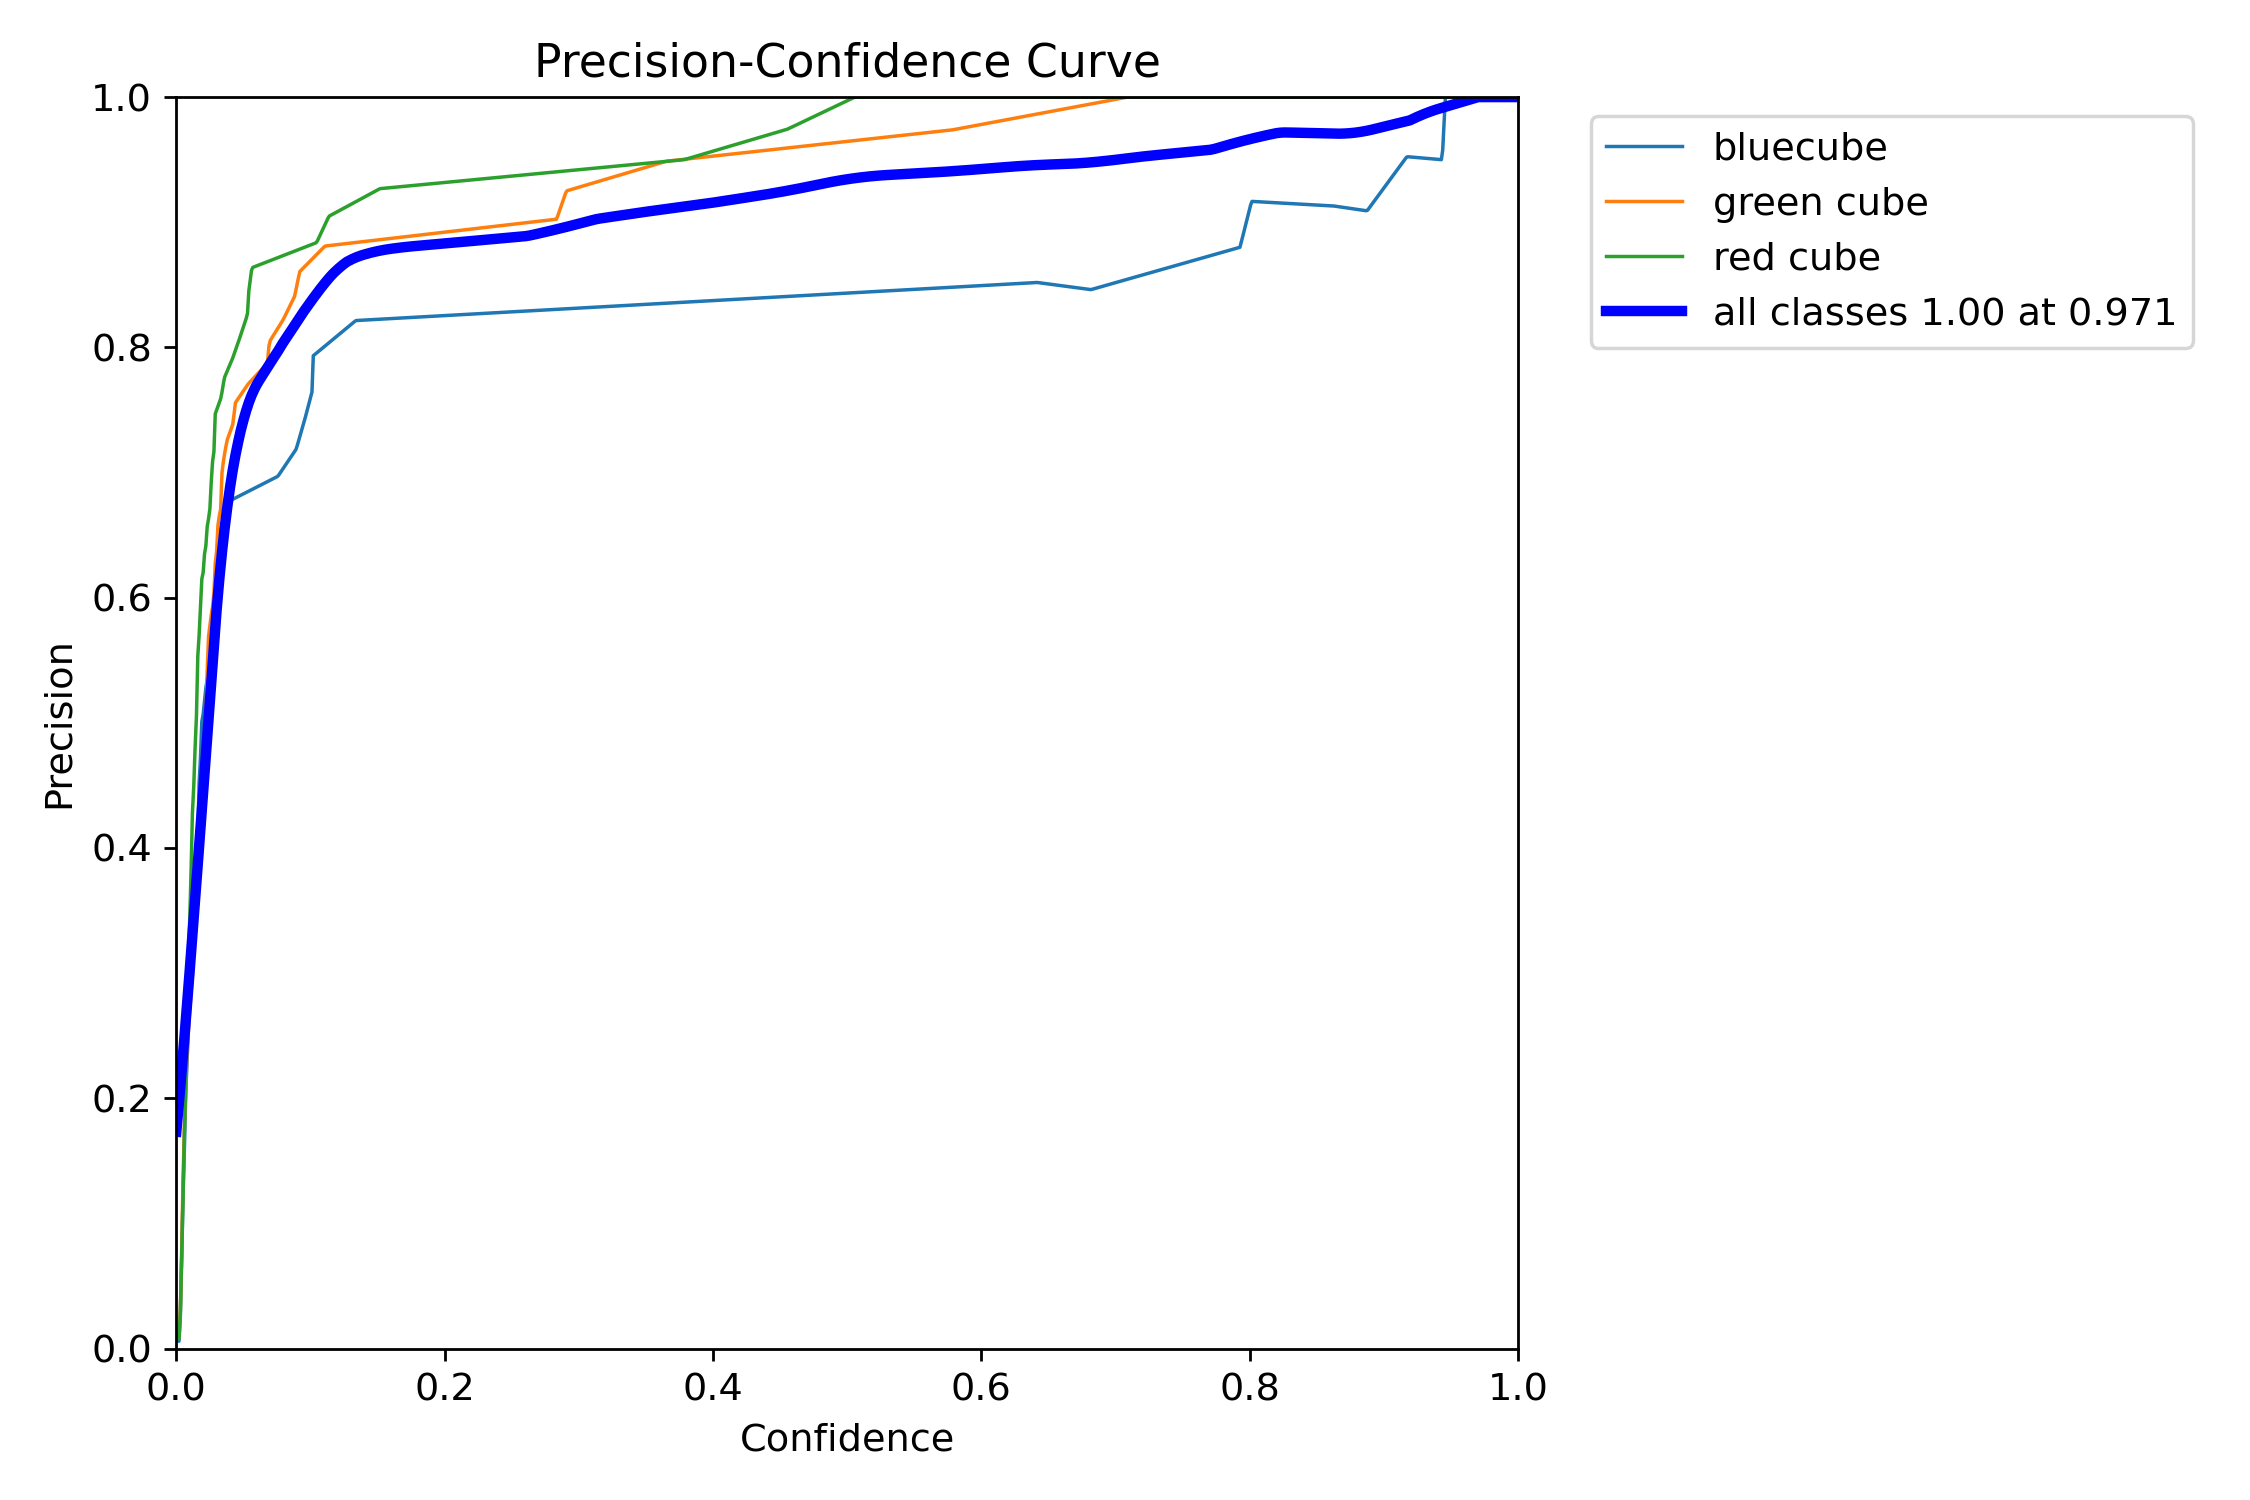 Precision-Confidence Curve
1.0
0.8
0.6
0.4
0.2
0.0
Precision
0.0 0.2 0.4 0.6 0.8 1.0
Confidence
bluecube
green cube
red cube
all classes 1.00 at 0.971